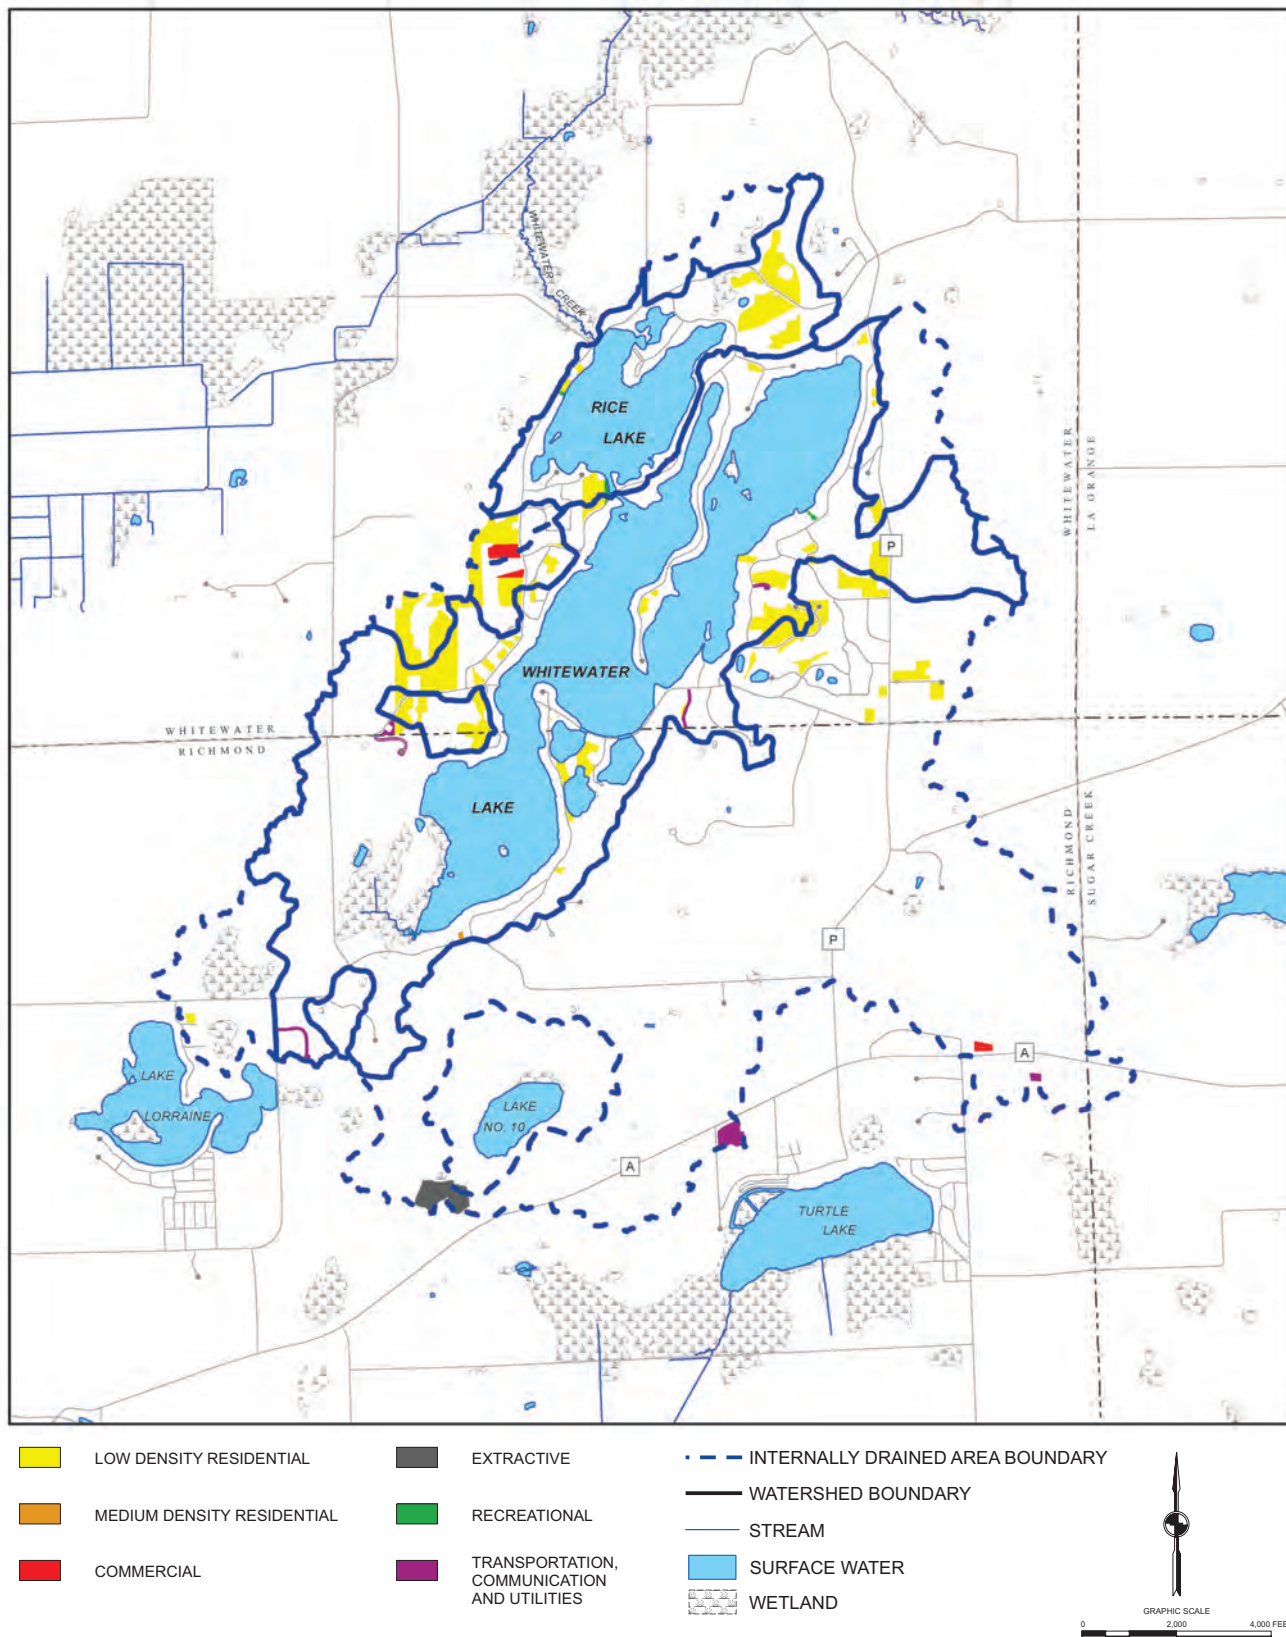 WHITEWATER CREEK
RICE
LAKE
WHITEWATER
LA GRANGE
P
WHITEWATER
WHITEWATER
RICHMOND
LAKE
RICHMOND
SUGAR CREEK
P
LAKE
LORRAINE
LAKE
NO. 10
A
A
TURTLE
LAKE
LOW DENSITY RESIDENTIAL
MEDIUM DENSITY RESIDENTIAL
COMMERCIAL
EXTRACTIVE
RECREATIONAL
TRANSPORTATION,
COMMUNICATION
AND UTILITIES
INTERNALLY DRAINED AREA BOUNDARY
WATERSHED BOUNDARY
STREAM
SURFACE WATER
WETLAND
GRAPHIC SCALE
0 2,000 4,000 FEE